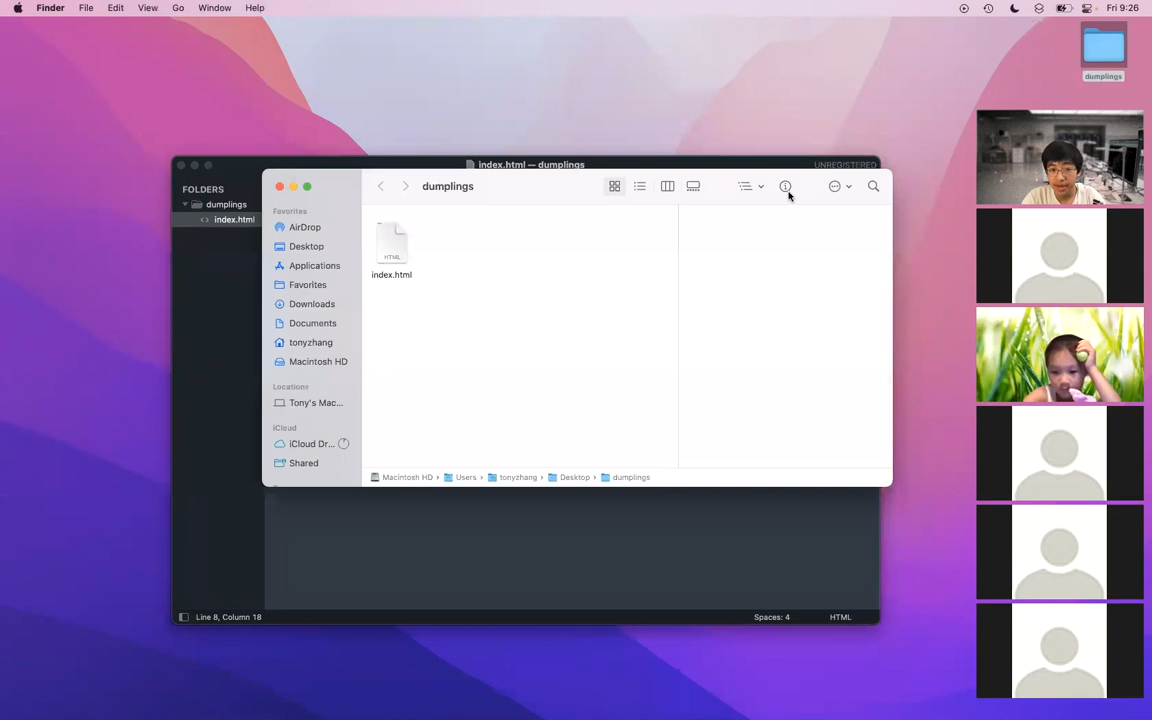 Finder File Edit View Go Window Help Fri 9:26
dumplings
index.html — dumplings UNREGISTERED
FOLDERS
dumplings
index.html
dumplings
Favorites
AirDrop
Desktop
Applications
Favorites
Downloads
Documents
tonyzhang
Macintosh HD
Locations
Tony's Mac...
iCloud
iCloud Dr...
Shared
HTML
index.html
Macintosh HD › Users › tonyzhang › Desktop › dumplings
Line 8, Column 18 Spaces: 4 HTML